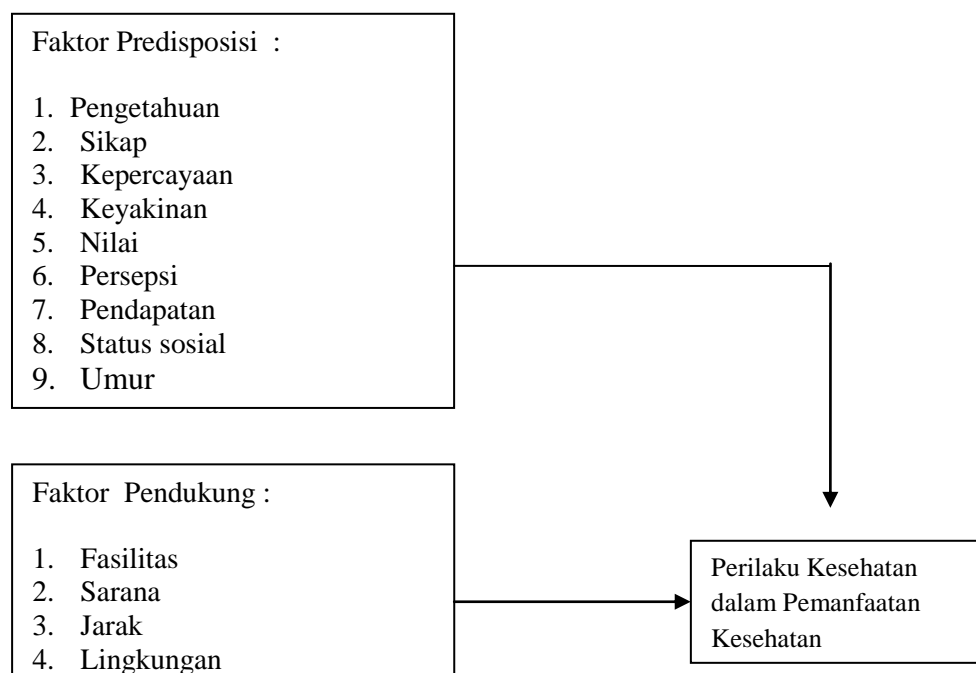 Faktor Predisposisi :
1. Pengetahuan
2. Sikap
3. Kepercayaan
4. Keyakinan
5. Nilai
6. Persepsi
7. Pendapatan
8. Status sosial
9. Umur
Faktor Pendukung :
1. Fasilitas
2. Sarana
3. Jarak
4. Lingkungan
Perilaku Kesehatan
dalam Pemanfaatan
Kesehatan